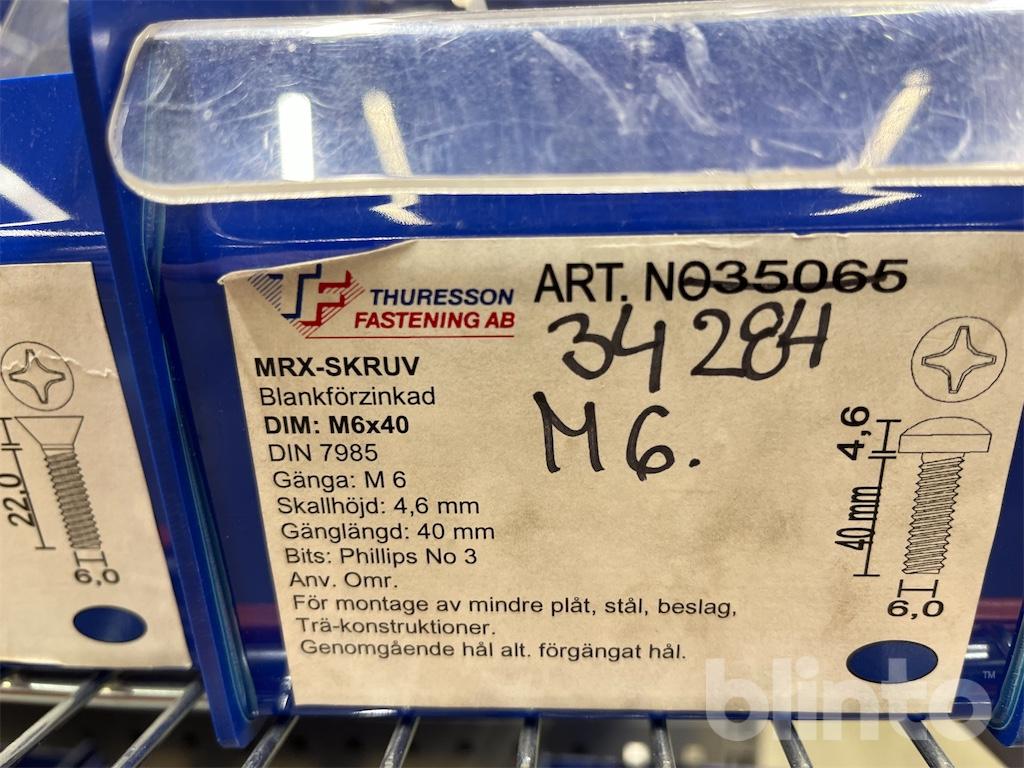 THURESSON
FASTENING AB
ART. NO35065
34284
M6.
MRX-SKRUV
Blankförzinkad
DIM: M6x40
DIN 7985
Gänga: M 6
Skallhöjd: 4,6 mm
Gänglängd: 40 mm
Bits: Phillips No 3
Anv. Omr.
För montage av mindre plåt, stål, beslag,
Trä-konstruktioner.
Genomgående hål alt. förgängat hål.
4,6
40 mm
6,0
22,0
6,0
blinto™